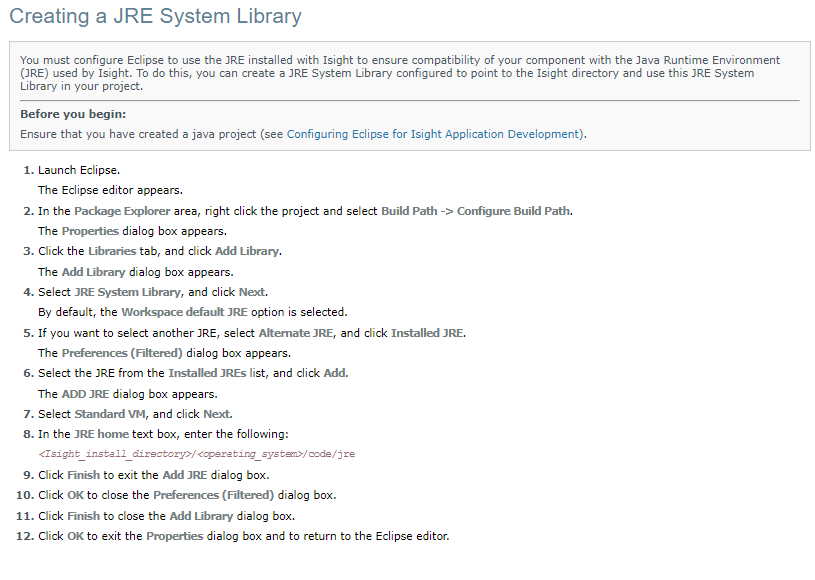 Creating a JRE System Library
You must configure Eclipse to use the JRE installed with Isight to ensure compatibility of your component with the Java Runtime Environment
(JRE) used by Isight. To do this, you can create a JRE System Library configured to point to the Isight directory and use this JRE System
Library in your project.
Before you begin:
Ensure that you have created a java project (see Configuring Eclipse for Isight Application Development).
1. Launch Eclipse.
The Eclipse editor appears.
2. In the Package Explorer area, right click the project and select Build Path -> Configure Build Path.
The Properties dialog box appears.
3. Click the Libraries tab, and click Add Library.
The Add Library dialog box appears.
4. Select JRE System Library, and click Next.
By default, the Workspace default JRE option is selected.
5. If you want to select another JRE, select Alternate JRE, and click Installed JRE.
The Preferences (Filtered) dialog box appears.
6. Select the JRE from the Installed JREs list, and click Add.
The ADD JRE dialog box appears.
7. Select Standard VM, and click Next.
8. In the JRE home text box, enter the following:
<Isight_install_directory>/<operating_system>/code/jre
9. Click Finish to exit the Add JRE dialog box.
10. Click OK to close the Preferences (Filtered) dialog box.
11. Click Finish to close the Add Library dialog box.
12. Click OK to exit the Properties dialog box and to return to the Eclipse editor.